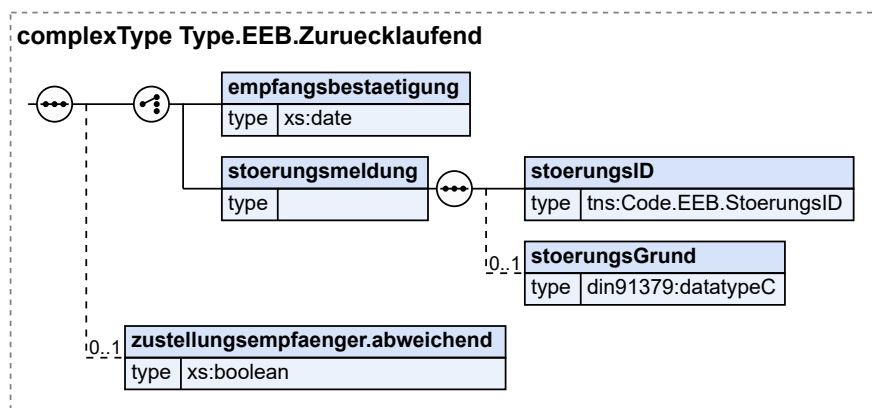 complexType Type.EEB.Zuruecklaufend
empfangsbestaetigung
type xs:date
stoerungsmeldung
type
stoerungsID
type tns:Code.EEB.StoerungsID
0..1
stoerungsGrund
type din91379:datatypeC
0..1
zustellungsempfaenger.abweichend
type xs:boolean